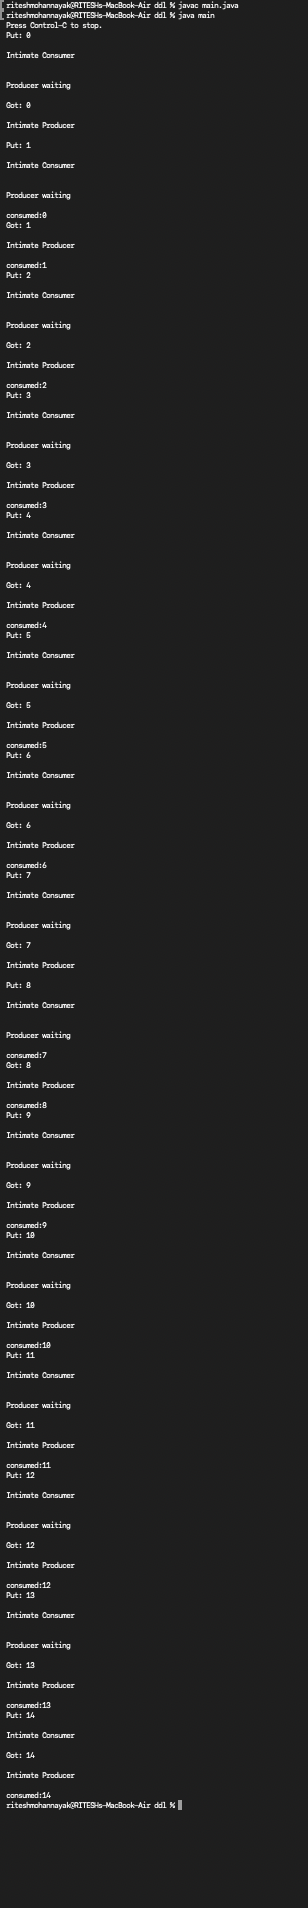 riteshmohannayak@RITESHs-MacBook-Air ddl % javac main.java
riteshmohannayak@RITESHs-MacBook-Air ddl % java main
Press Control-C to stop.
Put: 0
Intimate Consumer
Producer waiting
Got: 0
Intimate Producer
Put: 1
Intimate Consumer
Producer waiting
consumed:0
Got: 1
Intimate Producer
consumed:1
Put: 2
Intimate Consumer
Producer waiting
Got: 2
Intimate Producer
consumed:2
Put: 3
Intimate Consumer
Producer waiting
Got: 3
Intimate Producer
consumed:3
Put: 4
Intimate Consumer
Producer waiting
Got: 4
Intimate Producer
consumed:4
Put: 5
Intimate Consumer
Producer waiting
Got: 5
Intimate Producer
consumed:5
Put: 6
Intimate Consumer
Producer waiting
Got: 6
Intimate Producer
consumed:6
Put: 7
Intimate Consumer
Producer waiting
Got: 7
Intimate Producer
Put: 8
Intimate Consumer
Producer waiting
consumed:7
Got: 8
Intimate Producer
consumed:8
Put: 9
Intimate Consumer
Producer waiting
Got: 9
Intimate Producer
consumed:9
Put: 10
Intimate Consumer
Producer waiting
Got: 10
Intimate Producer
consumed:10
Put: 11
Intimate Consumer
Producer waiting
Got: 11
Intimate Producer
consumed:11
Put: 12
Intimate Consumer
Producer waiting
Got: 12
Intimate Producer
consumed:12
Put: 13
Intimate Consumer
Producer waiting
Got: 13
Intimate Producer
consumed:13
Put: 14
Intimate Consumer
Got: 14
Intimate Producer
consumed:14
riteshmohannayak@RITESHs-MacBook-Air ddl %